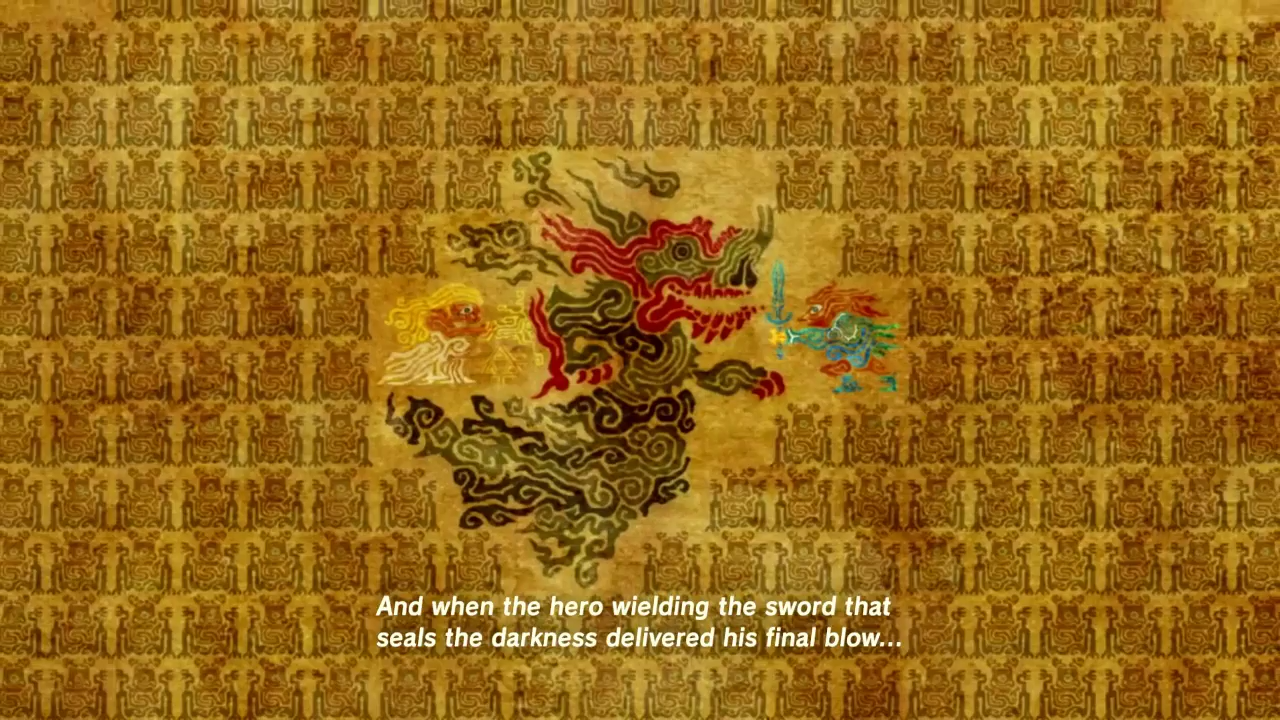 And when the hero wielding the sword that
seals the darkness delivered his final blow...